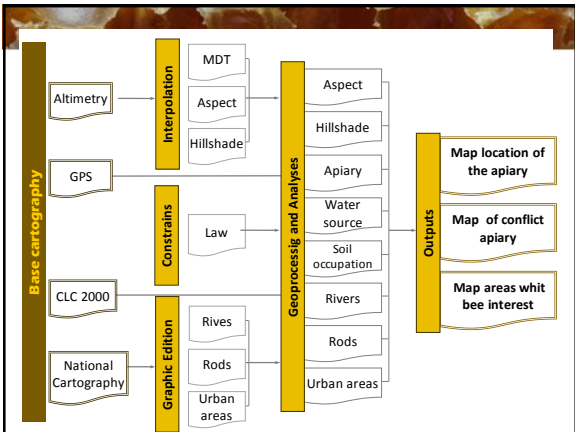 Base cartography
Altimetry
GPS
CLC 2000
National
Cartography
Interpolation
Constrains
Graphic Edition
MDT
Aspect
Hillshade
Law
Rives
Rods
Urban
areas
Geoprocessig and Analyses
Aspect
Hillshade
Apiary
Water
source
Soil
occupation
Rivers
Rods
Urban areas
Outputs
Map location of
the apiary
Map of conflict
apiary
Map areas whit
bee interest